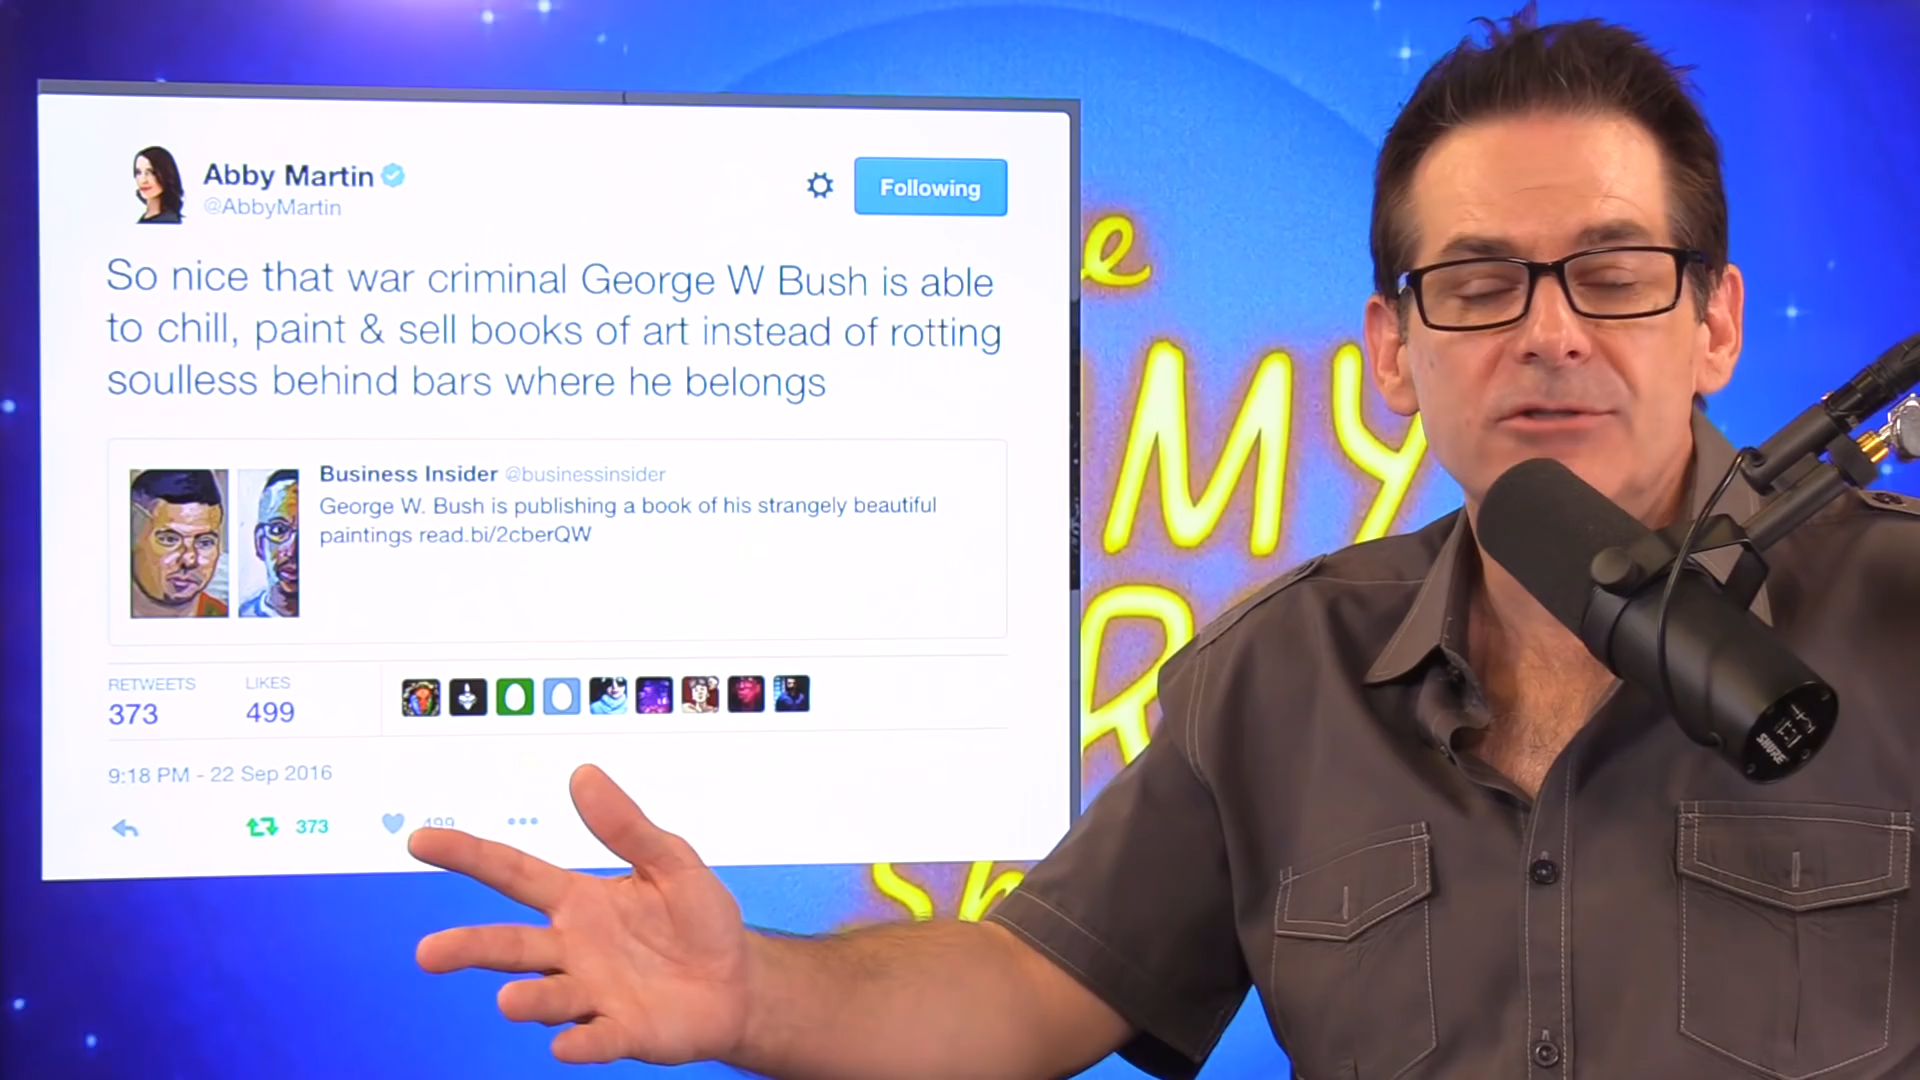 Abby Martin
@AbbyMartin
Following
So nice that war criminal George W Bush is able
to chill, paint & sell books of art instead of rotting
soulless behind bars where he belongs
Business Insider @businessinsider
George W. Bush is publishing a book of his strangely beautiful
paintings read.bi/2cberQW
RETWEETS
LIKES
373
499
9:18 PM - 22 Sep 2016
373
499
SHURE